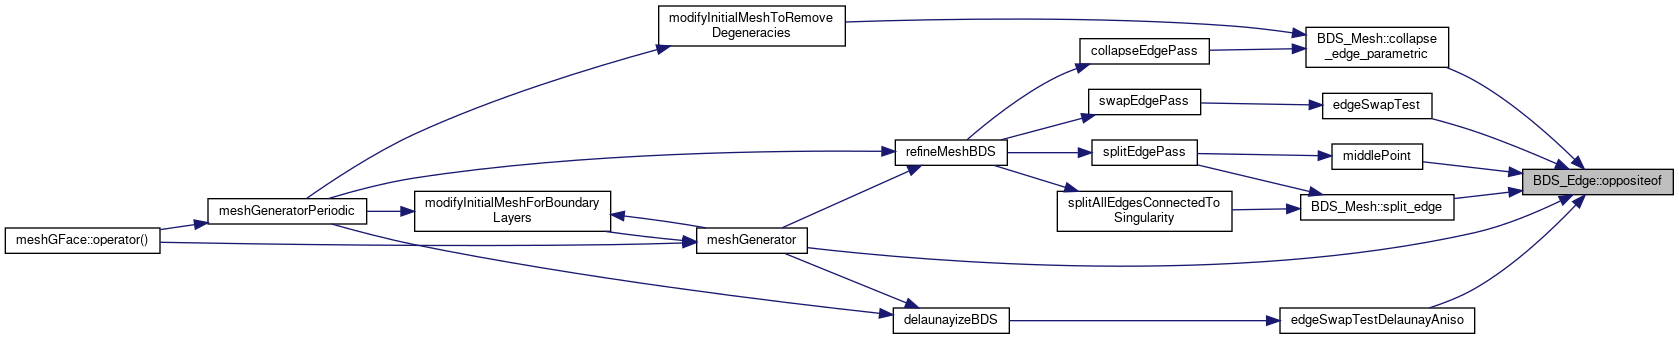 modifyInitialMeshToRemove
Degeneracies
BDS_Mesh::collapse
_edge_parametric
collapseEdgePass
swapEdgePass
edgeSwapTest
refineMeshBDS
splitEdgePass
middlePoint
BDS_Edge::oppositeof
meshGeneratorPeriodic
modifyInitialMeshForBoundary
Layers
splitAllEdgesConnectedTo
Singularity
BDS_Mesh::split_edge
meshGFace::operator()
meshGenerator
delaunayizeBDS
edgeSwapTestDelaunayAniso